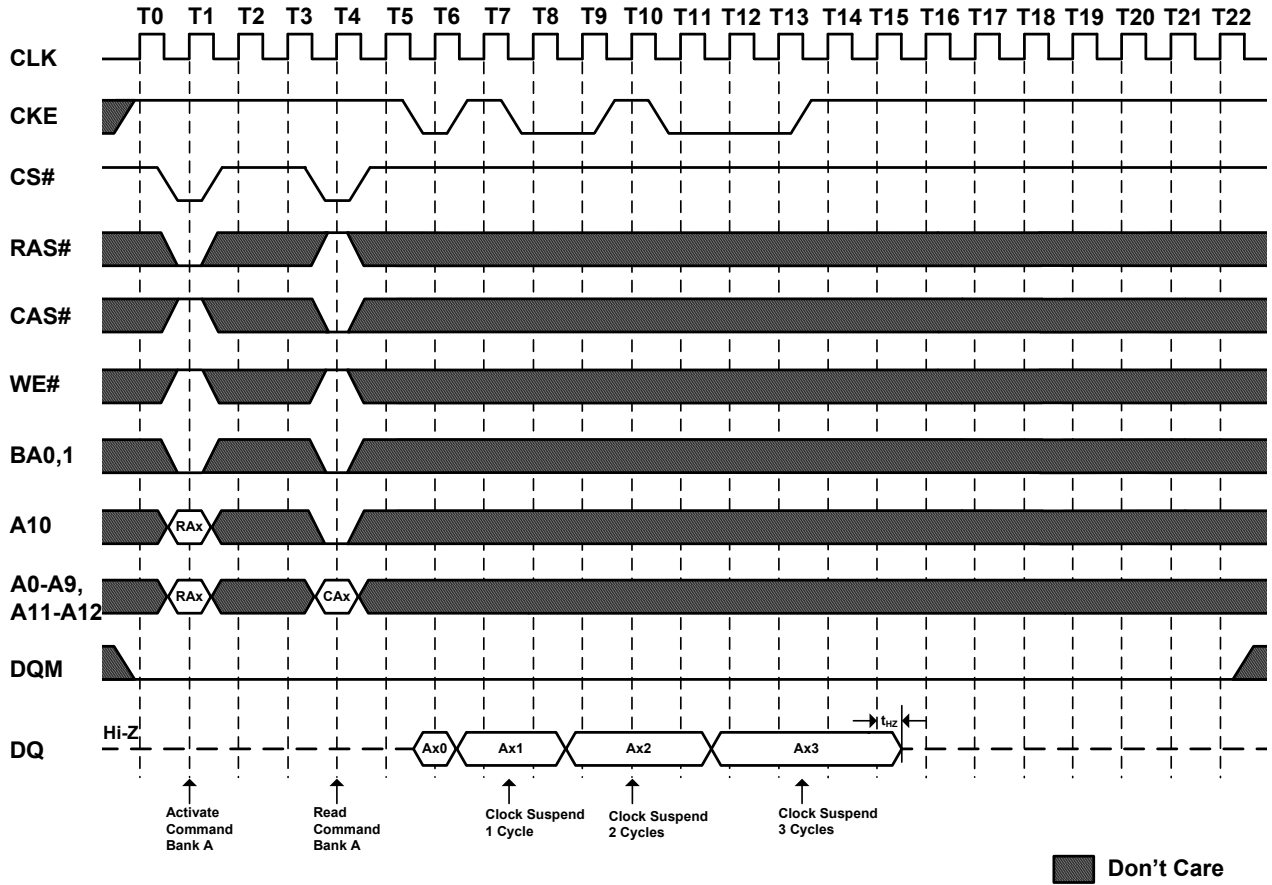 T0 T1 T2 T3 T4 T5 T6 T7 T8 T9 T10 T11 T12 T13 T14 T15 T16 T17 T18 T19 T20 T21 T22
CLK
CKE
CS#
RAS#
CAS#
WE#
BA0,1
A10
RAx
A0-A9,
A11-A12
RAx
CAx
DQM
DQ
Hi-Z
Ax0
Ax1
Ax2
Ax3
tHZ
Activate
Command
Bank A
Read
Command
Bank A
Clock Suspend
1 Cycle
Clock Suspend
2 Cycles
Clock Suspend
3 Cycles
Don't Care